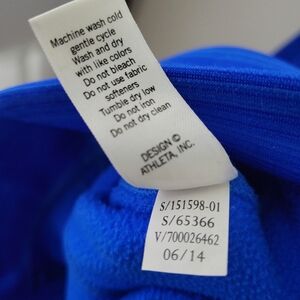 Machine wash cold
gentle cycle
Wash and dry
with like colors
Do not bleach
Do not use fabric
softeners
Tumble dry low
Do not iron
Do not dry clean
DESIGN ©
ATHLETA, INC.
S/151598-01
S/65366
V/700026462
06/14